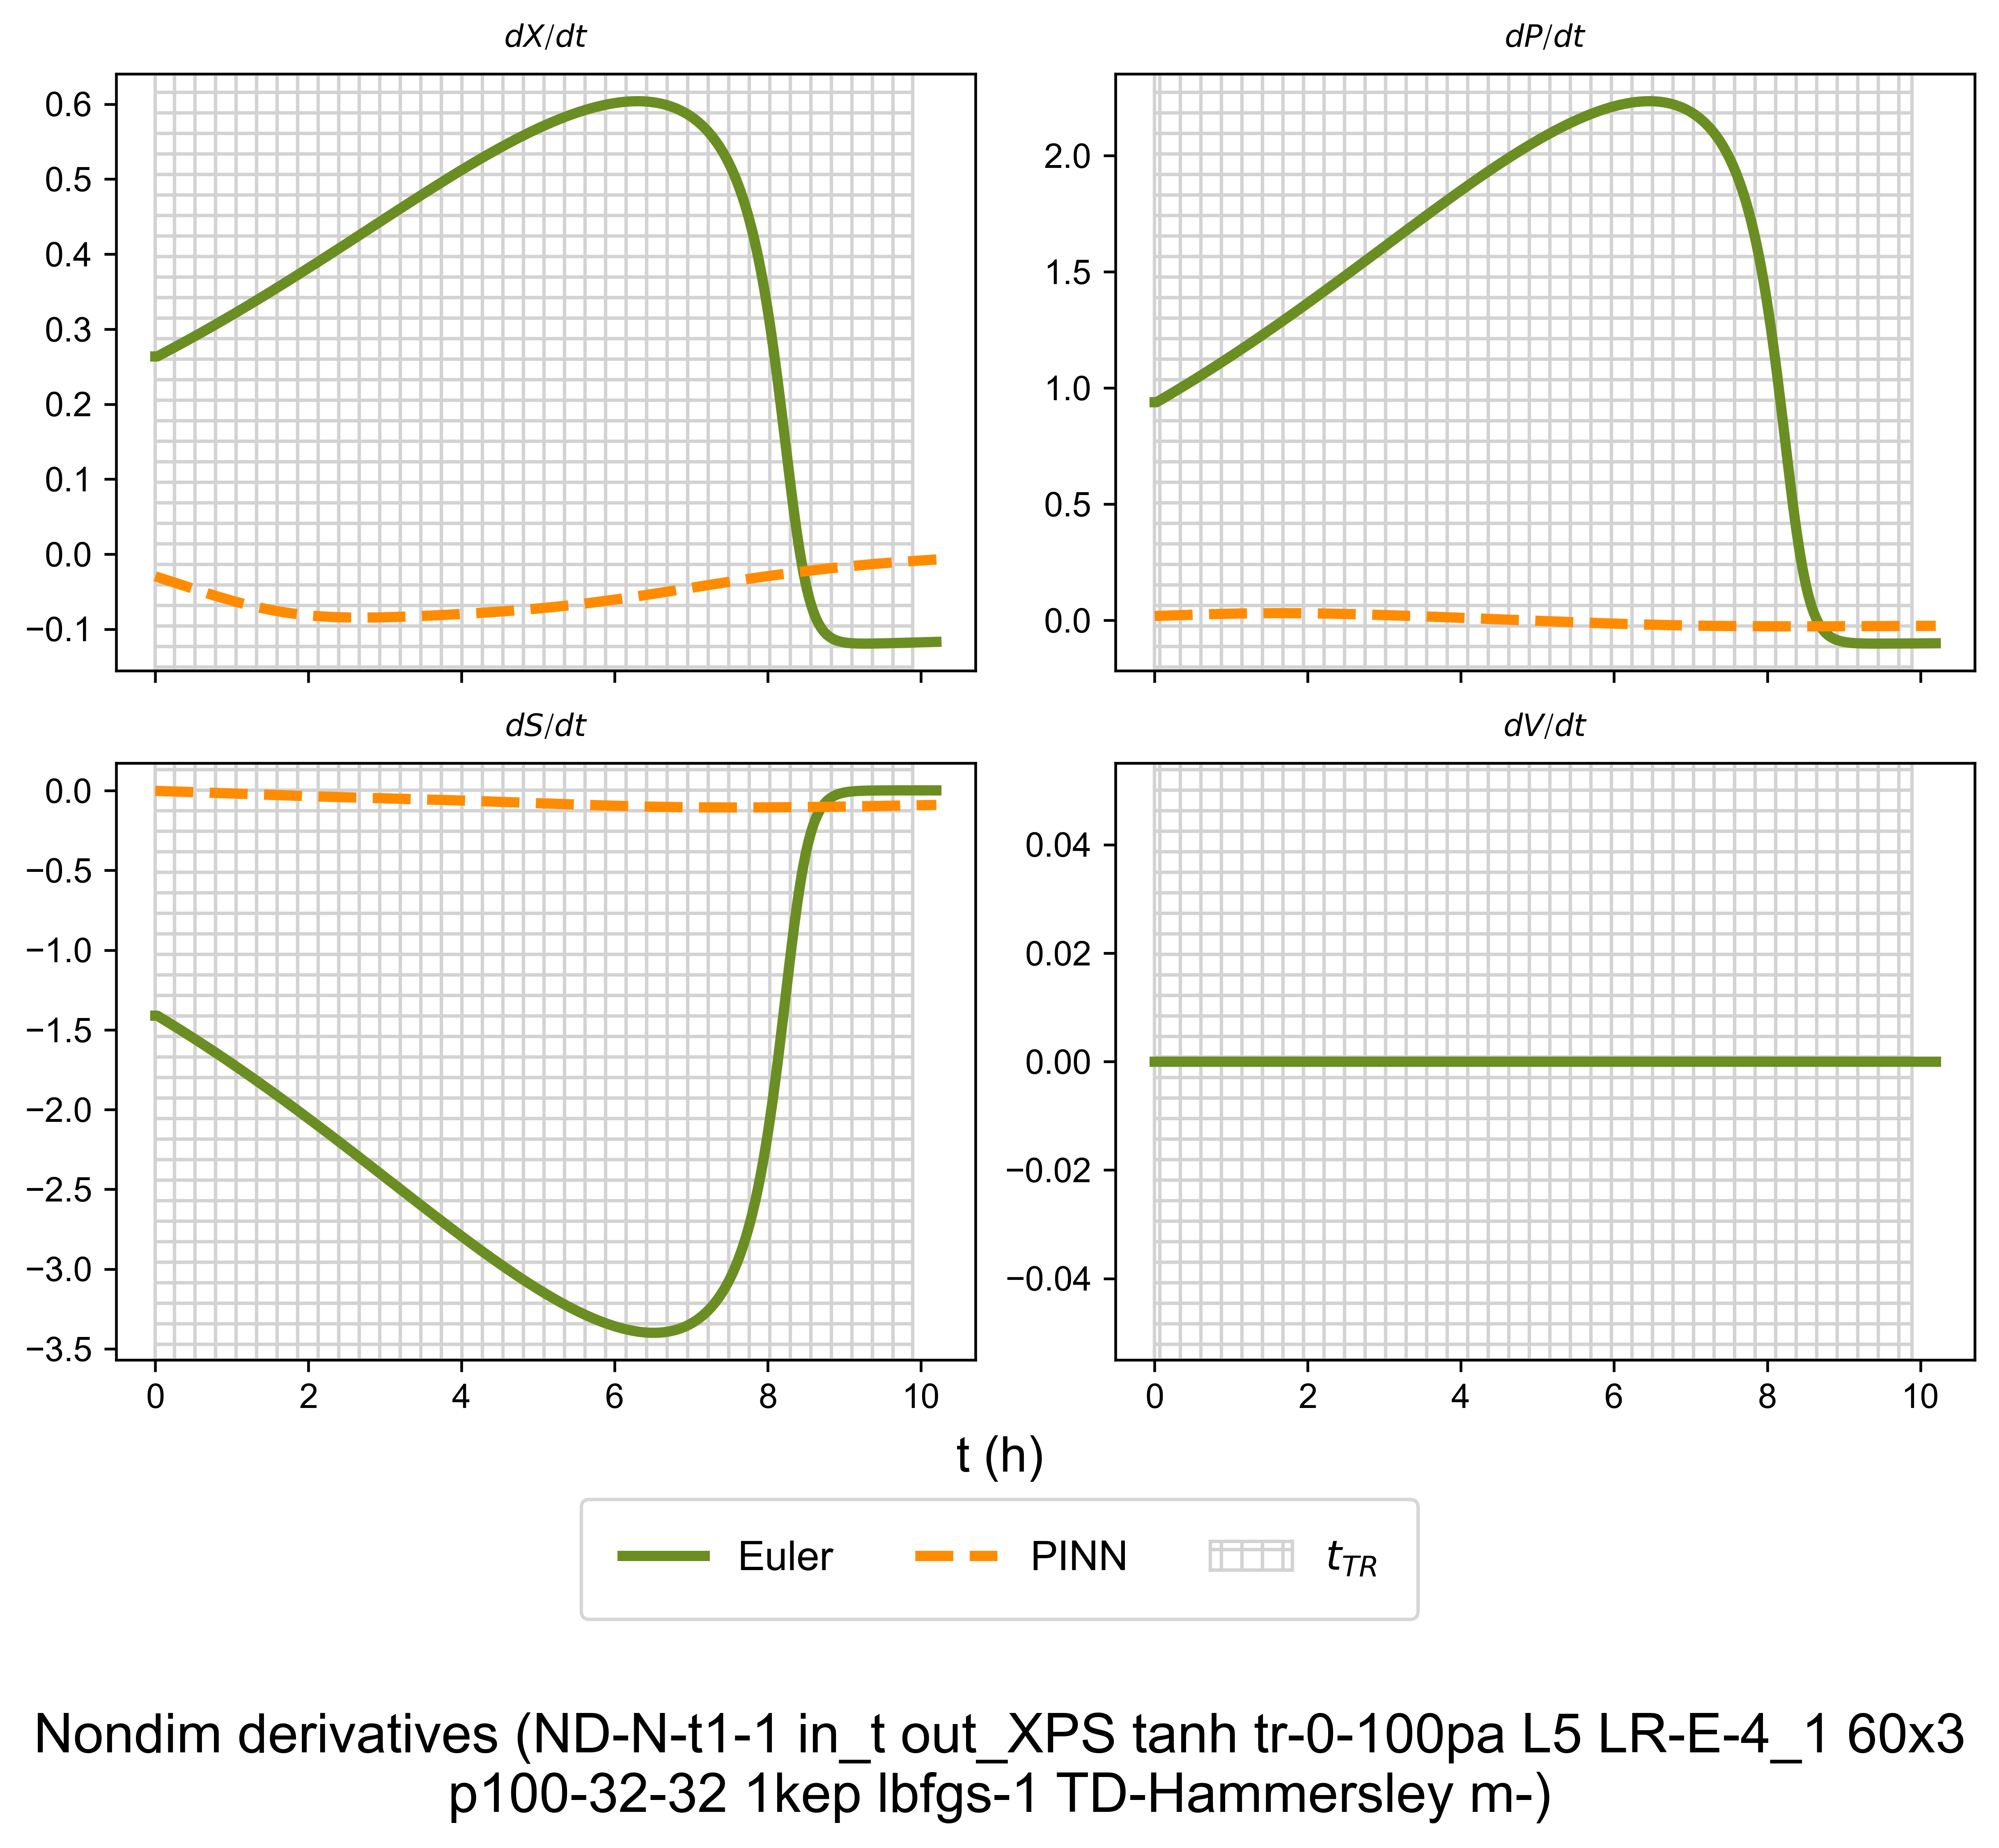 dX/dt
0.6
0.5
0.4
0.3
0.2
0.1
0.0
−0.1
dP/dt
2.0
1.5
1.0
0.5
0.0
dS/dt
0.0
−0.5
−1.0
−1.5
−2.0
−2.5
−3.0
−3.5
0 2 4 6 8 10
dV/dt
0.04
0.02
0.00
−0.02
−0.04
0 2 4 6 8 10
t (h)
Euler PINN t_TR
Nondim derivatives (ND-N-t1-1 in_t out_XPS tanh tr-0-100pa L5 LR-E-4_1 60x3
p100-32-32 1kep lbfgs-1 TD-Hammersley m-)